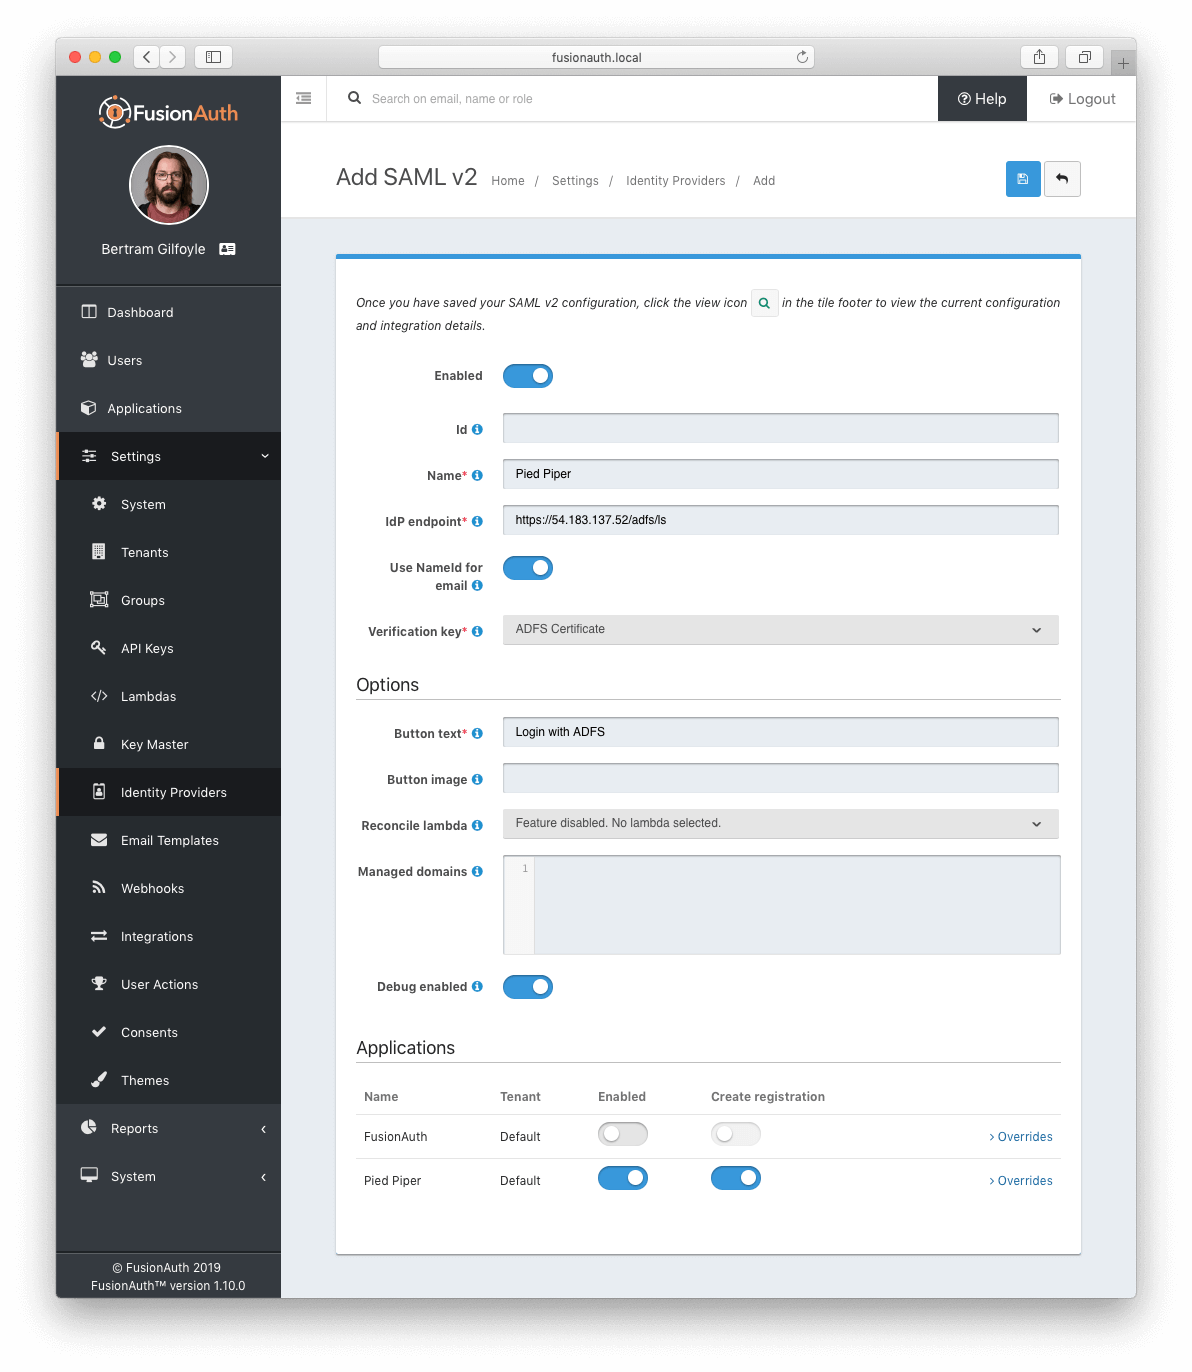 fusionauth.local
FusionAuth
Search on email, name or role
Help
Logout
Bertram Gilfoyle
Add SAML v2
Home / Settings / Identity Providers / Add
Dashboard
Users
Applications
Settings
System
Tenants
Groups
API Keys
Lambdas
Key Master
Identity Providers
Email Templates
Webhooks
Integrations
User Actions
Consents
Themes
Reports
System
© FusionAuth 2019
FusionAuth™ version 1.10.0
Once you have saved your SAML v2 configuration, click the view icon in the tile footer to view the current configuration
and integration details.
Enabled
Id
Name* Pied Piper
IdP endpoint* https://54.183.137.52/adfs/ls
Use NameId for
email
Verification key* ADFS Certificate
Options
Button text* Login with ADFS
Button image
Reconcile lambda Feature disabled. No lambda selected.
Managed domains 1
Debug enabled
Applications
Name Tenant Enabled Create registration
FusionAuth Default > Overrides
Pied Piper Default > Overrides